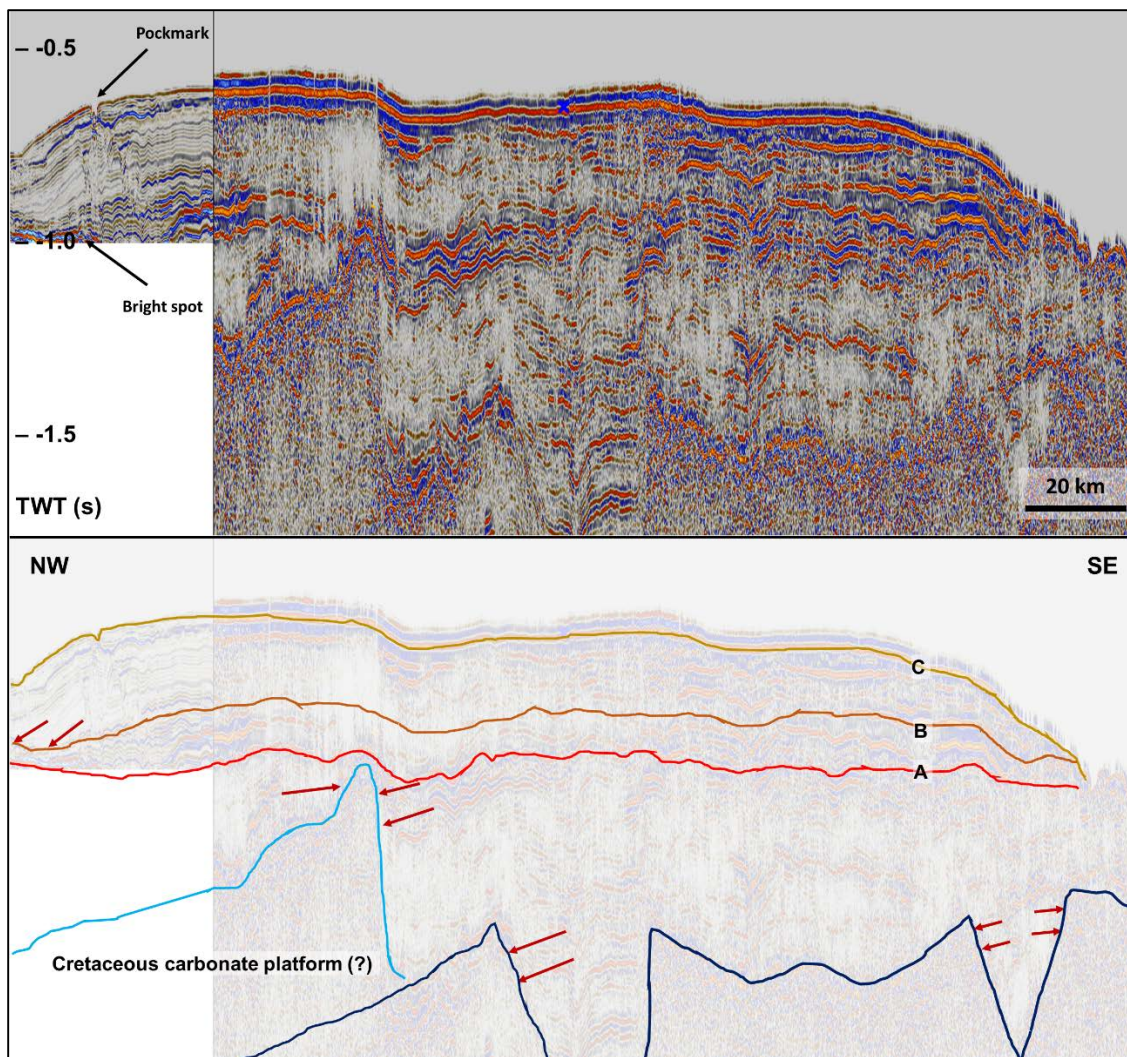 – -0.5
Pockmark
– -1.0
Bright spot
– -1.5
TWT (s)
20 km
NW
SE
C
B
A
Cretaceous carbonate platform (?)